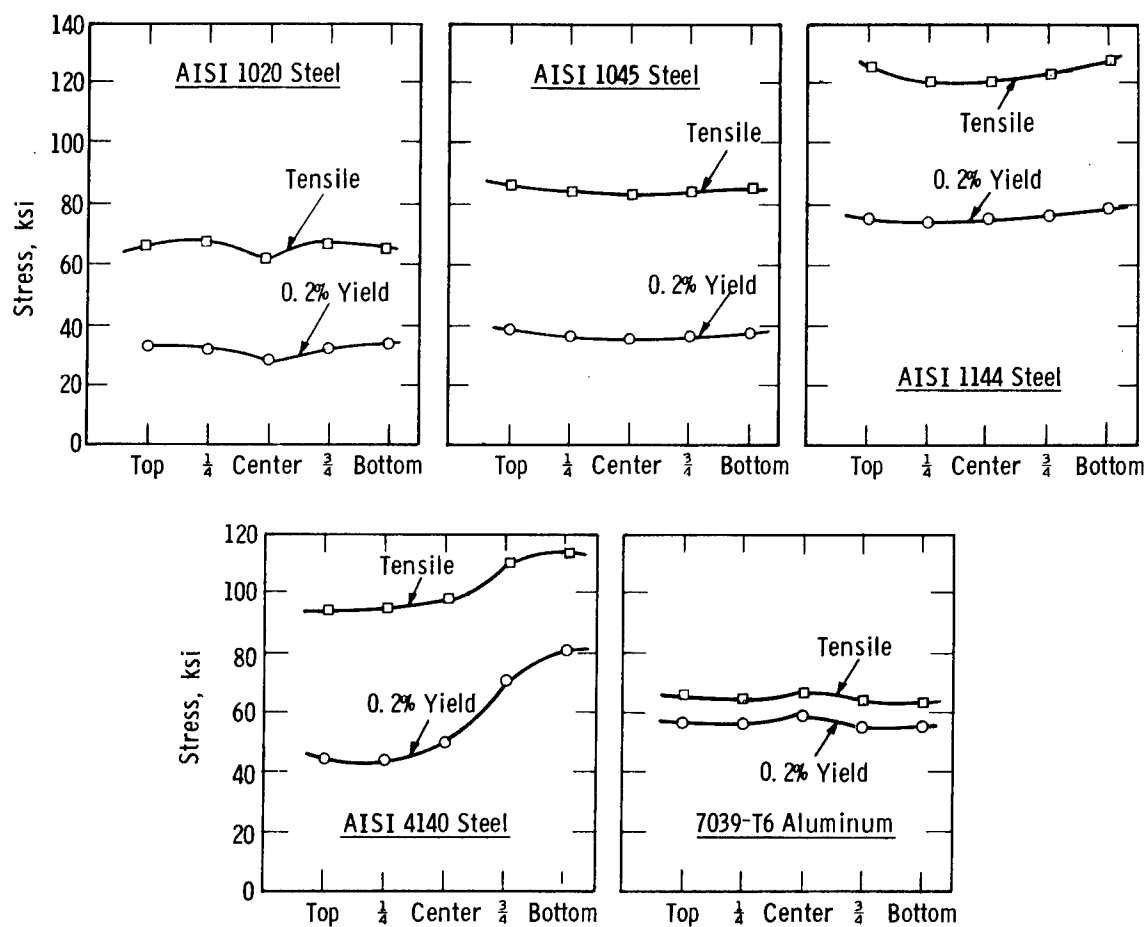 140
120
100
80
60
40
20
0
Stress, ksi
AISI 1020 Steel
Tensile
0.2% Yield
Top ¼ Center ¾ Bottom
AISI 1045 Steel
Tensile
0.2% Yield
Top ¼ Center ¾ Bottom
Tensile
0.2% Yield
AISI 1144 Steel
Top ¼ Center ¾ Bottom
120
100
80
60
40
20
0
Stress, ksi
Tensile
0.2% Yield
AISI 4140 Steel
Top ¼ Center ¾ Bottom
Tensile
0.2% Yield
7039-T6 Aluminum
Top ¼ Center ¾ Bottom